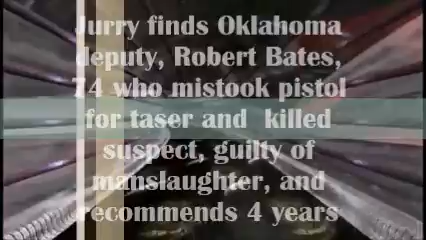 Jurry finds Oklahoma
deputy, Robert Bates,
74 who mistook pistol
for taser and killed
suspect, guilty of
manslaughter, and
recommends 4 years